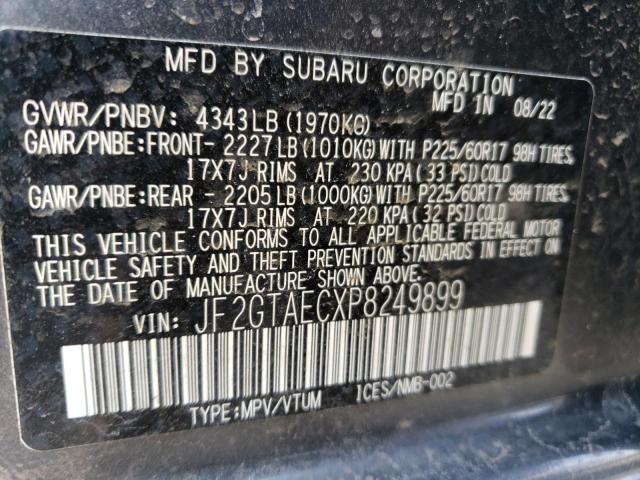 MFD BY SUBARU CORPORATION
MFD IN 08/22
GVWR/PNBV: 4343LB (1970KG)
GAWR/PNBE:FRONT- 2227LB (1010KG)WITH P225/60R17 98H TIRES,
17X7J RIMS AT 230 KPA (33 PSI)COLD
GAWR/PNBE:REAR - 2205LB (1000KG)WITH P225/60R17 98H TIRES,
17X7J RIMS AT 220 KPA (32 PSI)COLD
THIS VEHICLE CONFORMS TO ALL APPLICABLE FEDERAL MOTOR
VEHICLE SAFETY AND THEFT PREVENTION STANDARDS IN EFFECT ON
THE DATE OF MANUFACTURE SHOWN ABOVE.
VIN: JF2GTAECXP8249899
TYPE:MPV/VTUM ICES/NMB-002